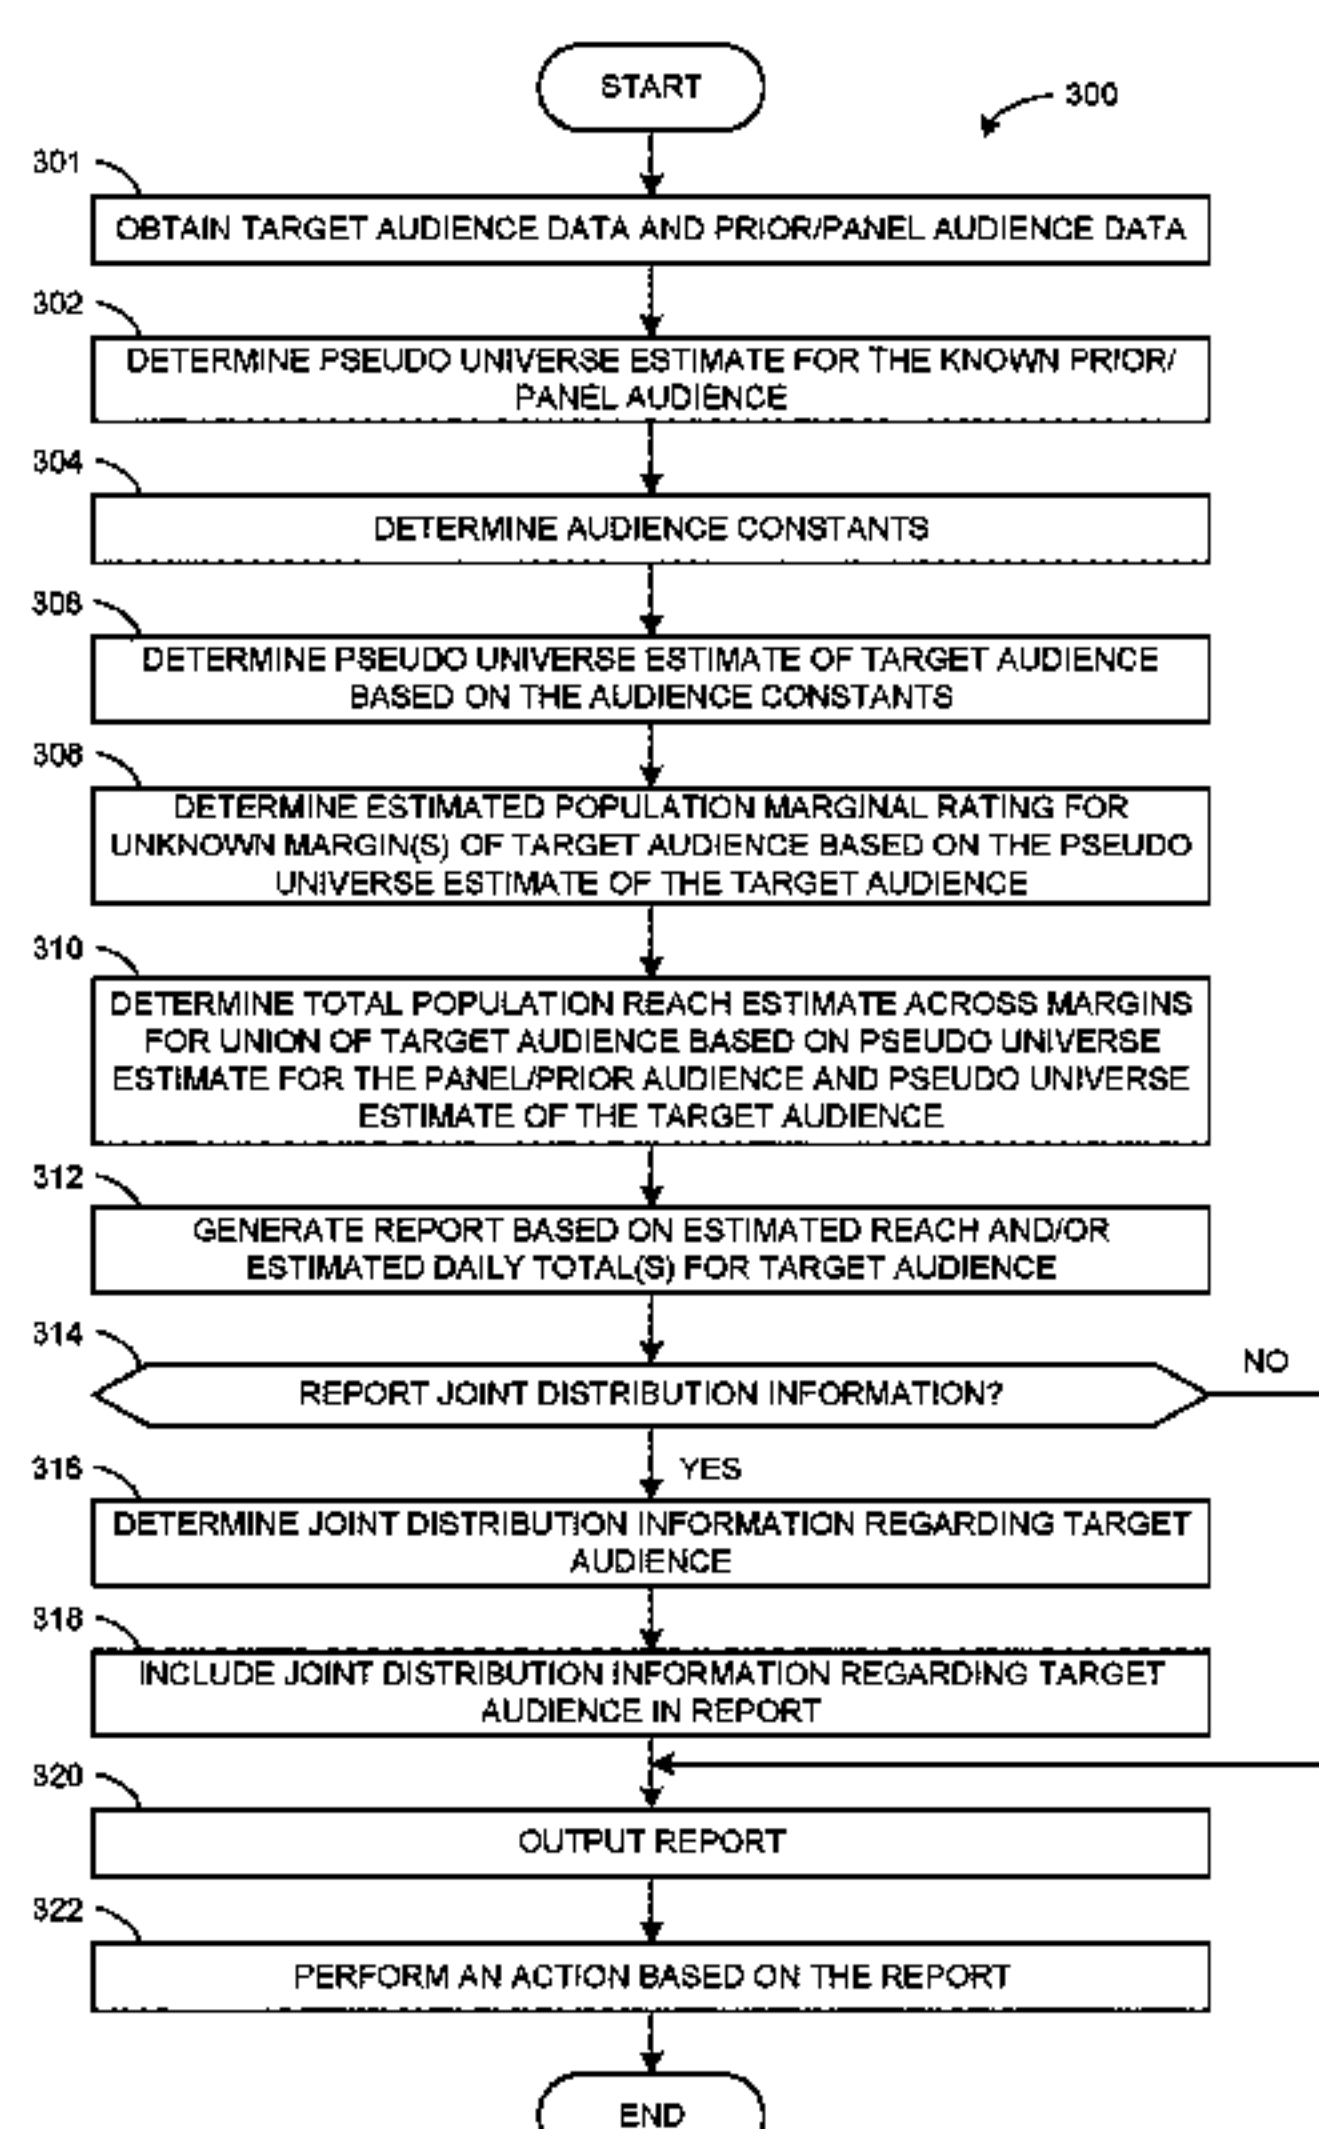 START
300
301
OBTAIN TARGET AUDIENCE DATA AND PRIOR/PANEL AUDIENCE DATA
302
DETERMINE PSEUDO UNIVERSE ESTIMATE FOR THE KNOWN PRIOR/
PANEL AUDIENCE
304
DETERMINE AUDIENCE CONSTANTS
306
DETERMINE PSEUDO UNIVERSE ESTIMATE OF TARGET AUDIENCE
BASED ON THE AUDIENCE CONSTANTS
308
DETERMINE ESTIMATED POPULATION MARGINAL RATING FOR
UNKNOWN MARGIN(S) OF TARGET AUDIENCE BASED ON THE PSEUDO
UNIVERSE ESTIMATE OF THE TARGET AUDIENCE
310
DETERMINE TOTAL POPULATION REACH ESTIMATE ACROSS MARGINS
FOR UNION OF TARGET AUDIENCE BASED ON PSEUDO UNIVERSE
ESTIMATE FOR THE PANEL/PRIOR AUDIENCE AND PSEUDO UNIVERSE
ESTIMATE OF THE TARGET AUDIENCE
312
GENERATE REPORT BASED ON ESTIMATED REACH AND/OR
ESTIMATED DAILY TOTAL(S) FOR TARGET AUDIENCE
314
NO
REPORT JOINT DISTRIBUTION INFORMATION?
316
YES
DETERMINE JOINT DISTRIBUTION INFORMATION REGARDING TARGET
AUDIENCE
318
INCLUDE JOINT DISTRIBUTION INFORMATION REGARDING TARGET
AUDIENCE IN REPORT
320
OUTPUT REPORT
322
PERFORM AN ACTION BASED ON THE REPORT
END